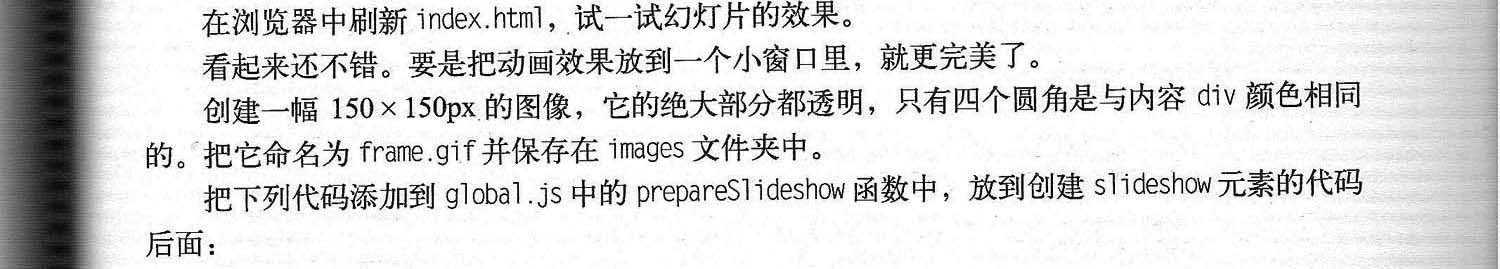 在浏览器中刷新 index.html，试一试幻灯片的效果。
看起来还不错。要是把动画效果放到一个小窗口里，就更完美了。
创建一幅 150×150px 的图像，它的绝大部分都透明，只有四个圆角是与内容 div 颜色相同
的。把它命名为 frame.gif 并保存在 images 文件夹中。
把下列代码添加到 global.js 中的 prepareSlideshow 函数中，放到创建 slideshow 元素的代码
后面：